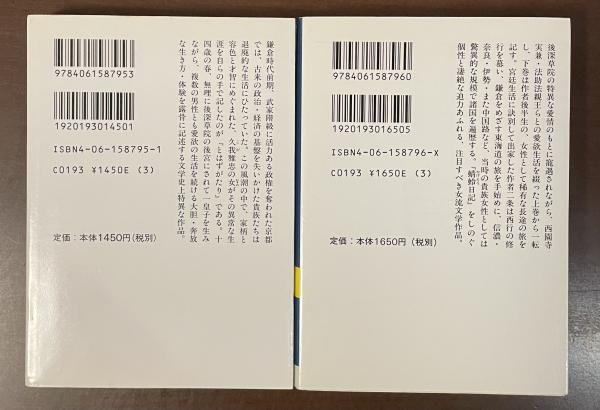 9784061587953
1920193014501
ISBN4-06-158795-1
C0193 ¥1450E (3)
定価：本体1450円（税別）
鎌倉時代前期、武家階級に活力ある政権を奪われた京都
では、古来の政治・経済の基盤を失いかけた貴族たちは
退廃的な生活にひたっていた。この風潮の中で、家柄と
容色と才智にめぐまれた、久我雅忠の女がその異常な生
涯を自らの手で記したのが『とはずがたり』である。十
四歳の春、無理に後深草院の後宮にされて一皇子を生み
ながら、複数の男性とも愛欲の生活を続ける大胆・奔放
な生き方・体験を露骨に記述する文学史上特異な作品。
9784061587960
1920193016505
ISBN4-06-158796-X
C0193 ¥1650E (3)
定価：本体1650円（税別）
後深草院の特異な愛情のもとに寵遇されながら、西園寺
実兼・法助法親王らとの愛欲生活を綴った上巻から一転
し、下巻は作者後半生の、女性として稀有な長途の旅を
記す。宮廷生活に訣別して出家した作者二条は西行の修
行を慕い、鎌倉をめざす東海道の旅を手始めに、信濃・
奈良・伊勢・また中国路など、当時の貴族女性としては
驚異的な規模で諸国を遍歴する。『蜻蛉日記』をしのぐ
個性と凄絶な迫力あふれる、注目すべき女流文学作品。